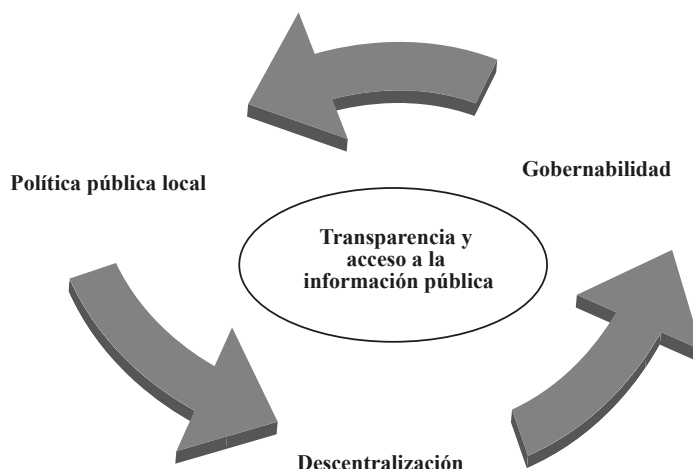 Política pública local
Gobernabilidad
Transparencia y
acceso a la
información pública
Descentralización